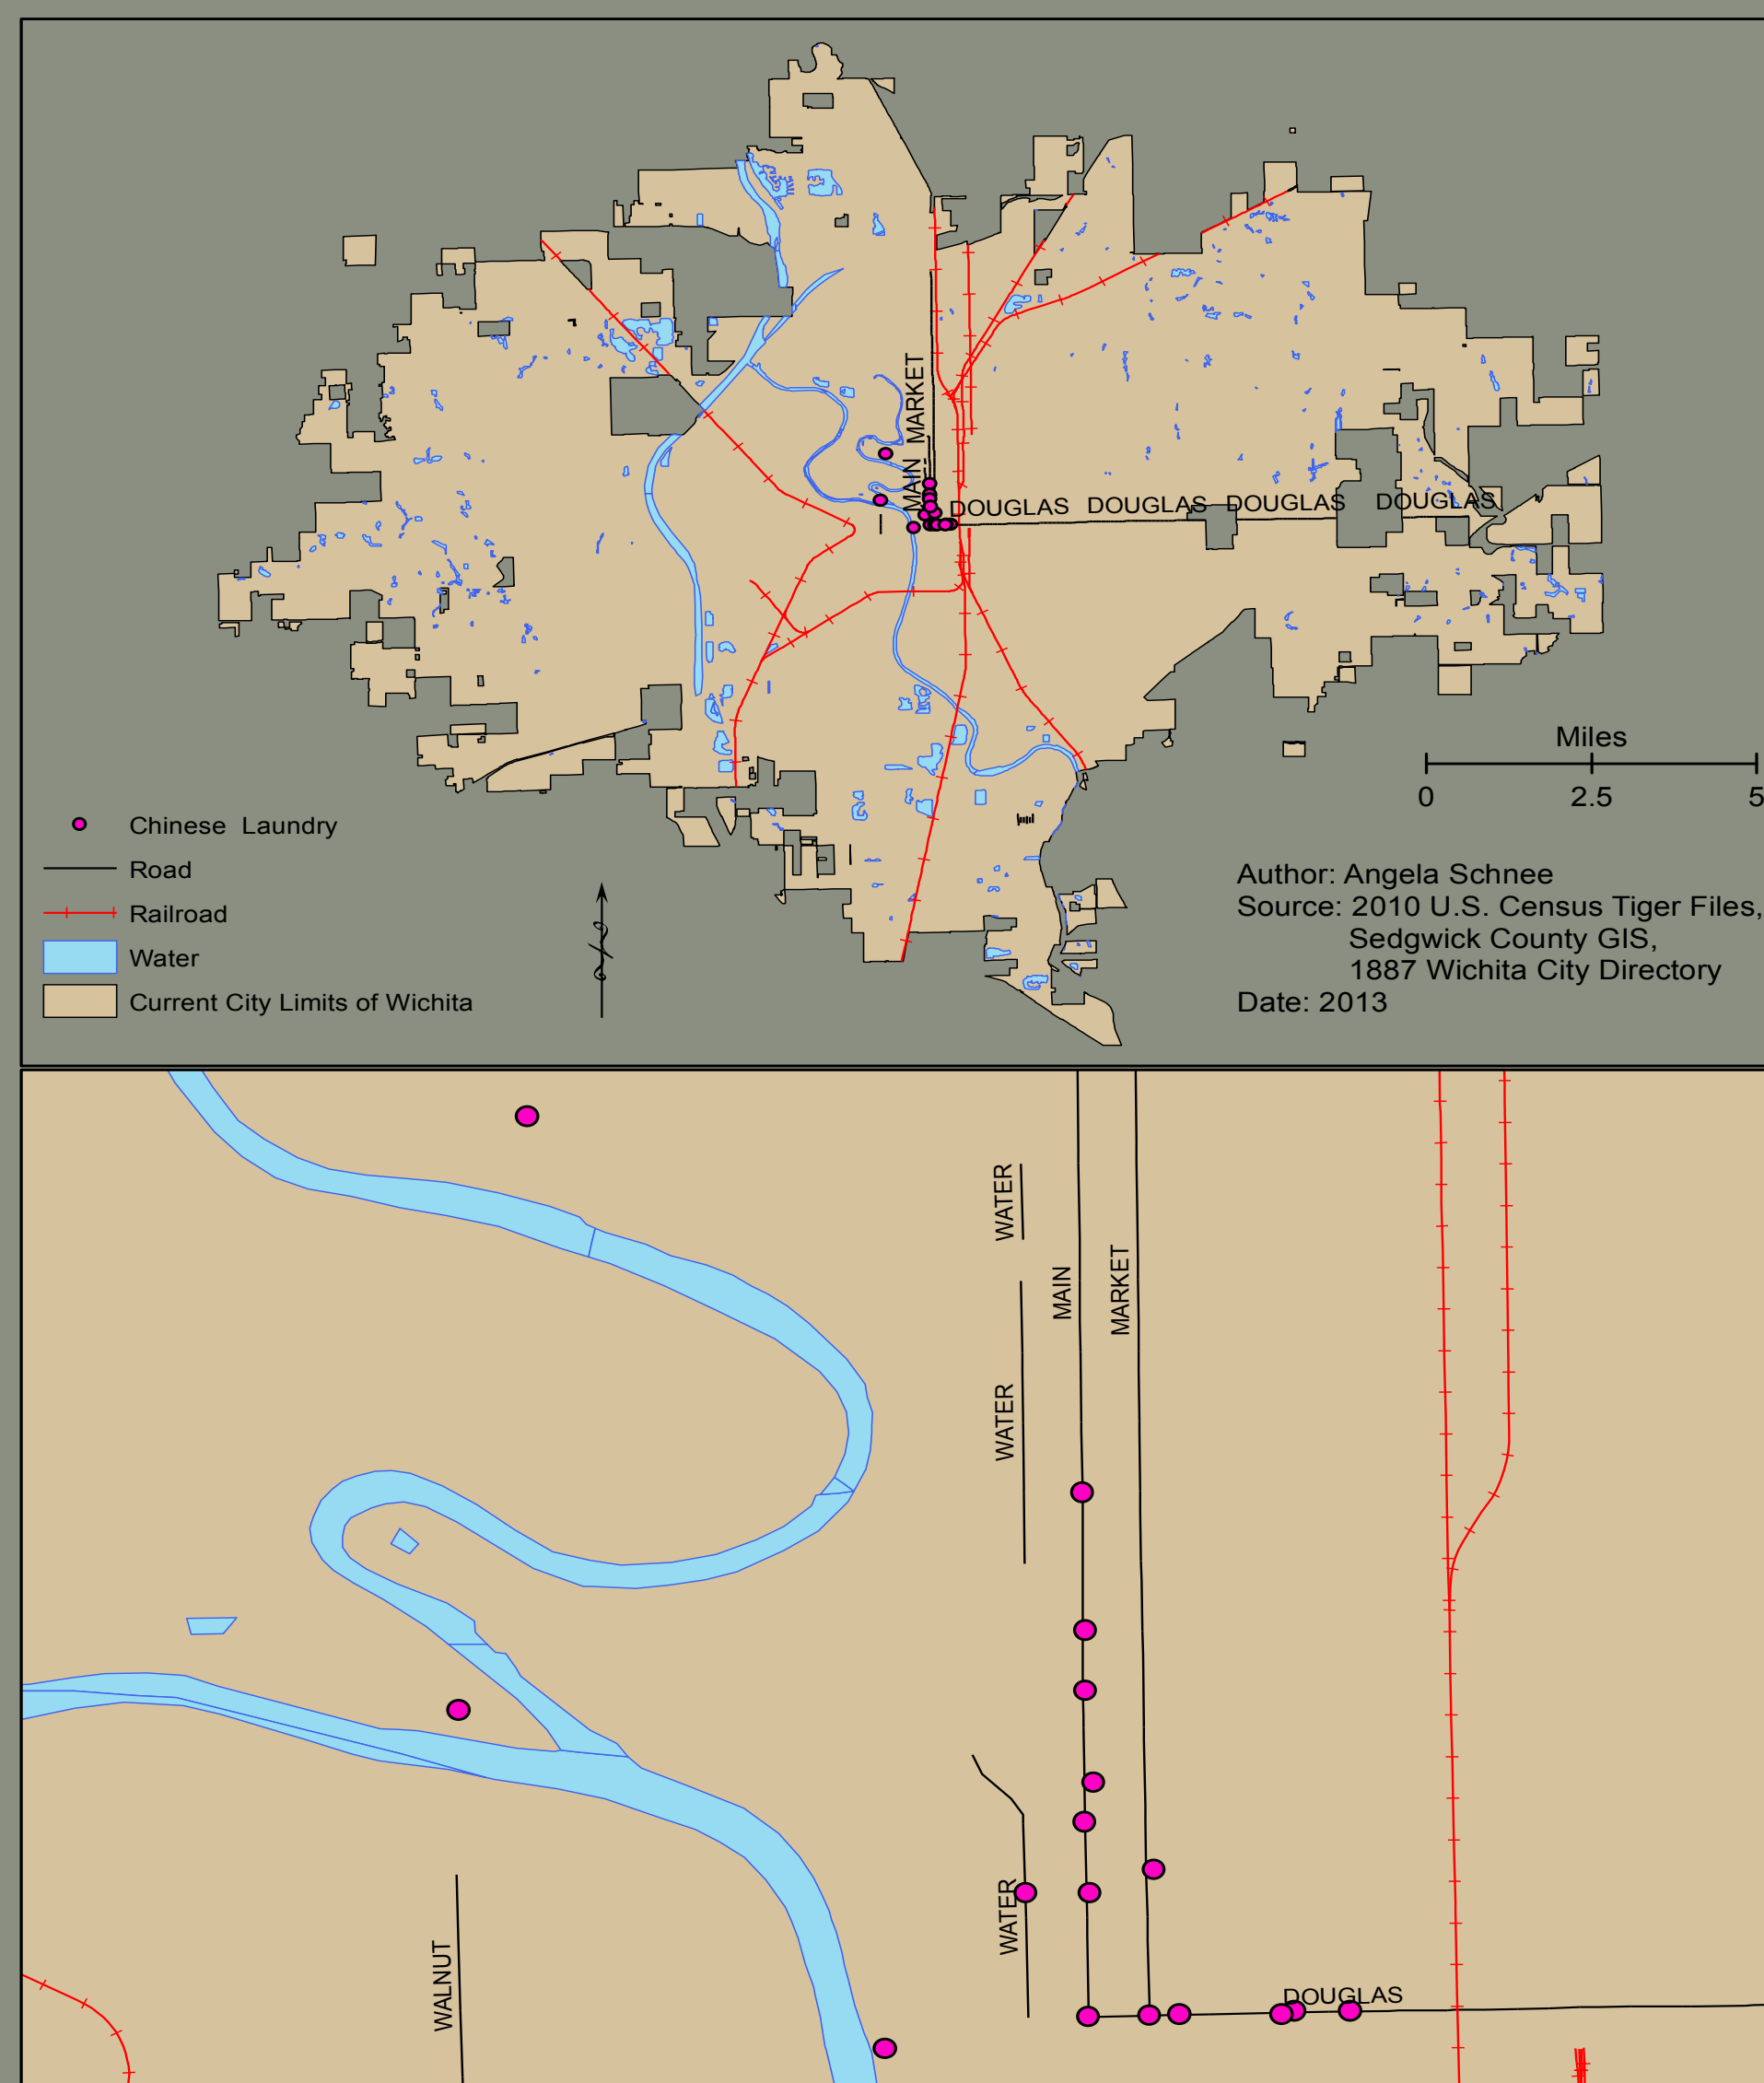 MARKET
MAIN
DOUGLAS DOUGLAS DOUGLAS DOUGLAS
Miles
0 2.5 5
Chinese Laundry
Road
Railroad
Water
Current City Limits of Wichita
Author: Angela Schnee
Source: 2010 U.S. Census Tiger Files,
Sedgwick County GIS,
1887 Wichita City Directory
Date: 2013
WATER
MAIN
MARKET
WATER
WATER
WALNUT
DOUGLAS